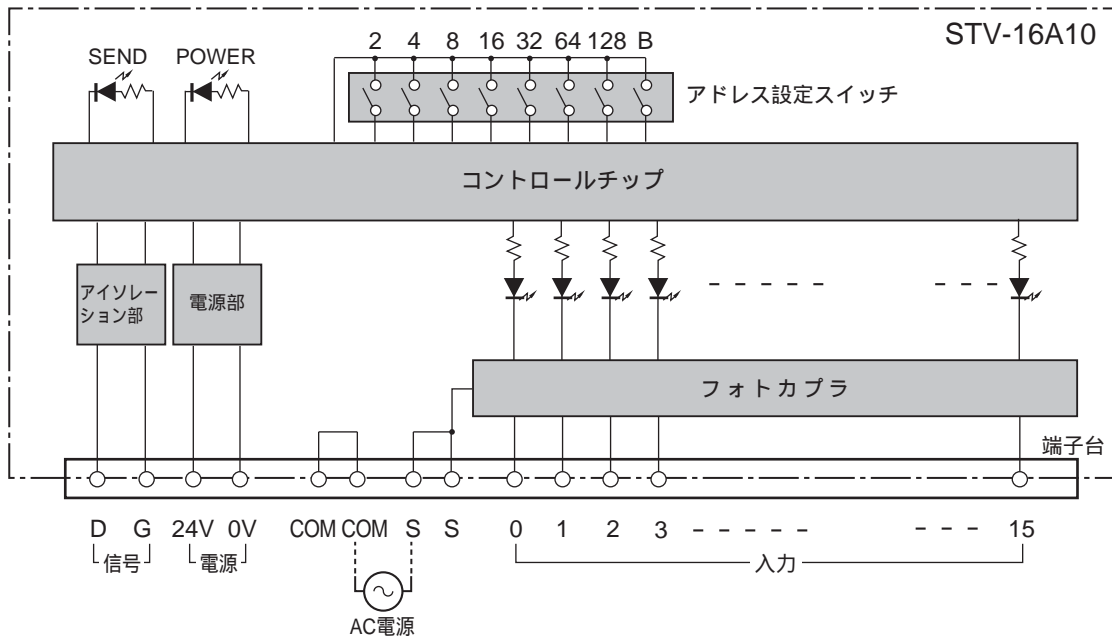 STV-16A10
SEND POWER
2 4 8 16 32 64 128 B
アドレス設定スイッチ
コントロールチップ
アイソレー
ション部
電源部
フォトカプラ
端子台
D G 24V 0V COM COM S S 0 1 2 3 15
信号 電源 入力
AC電源